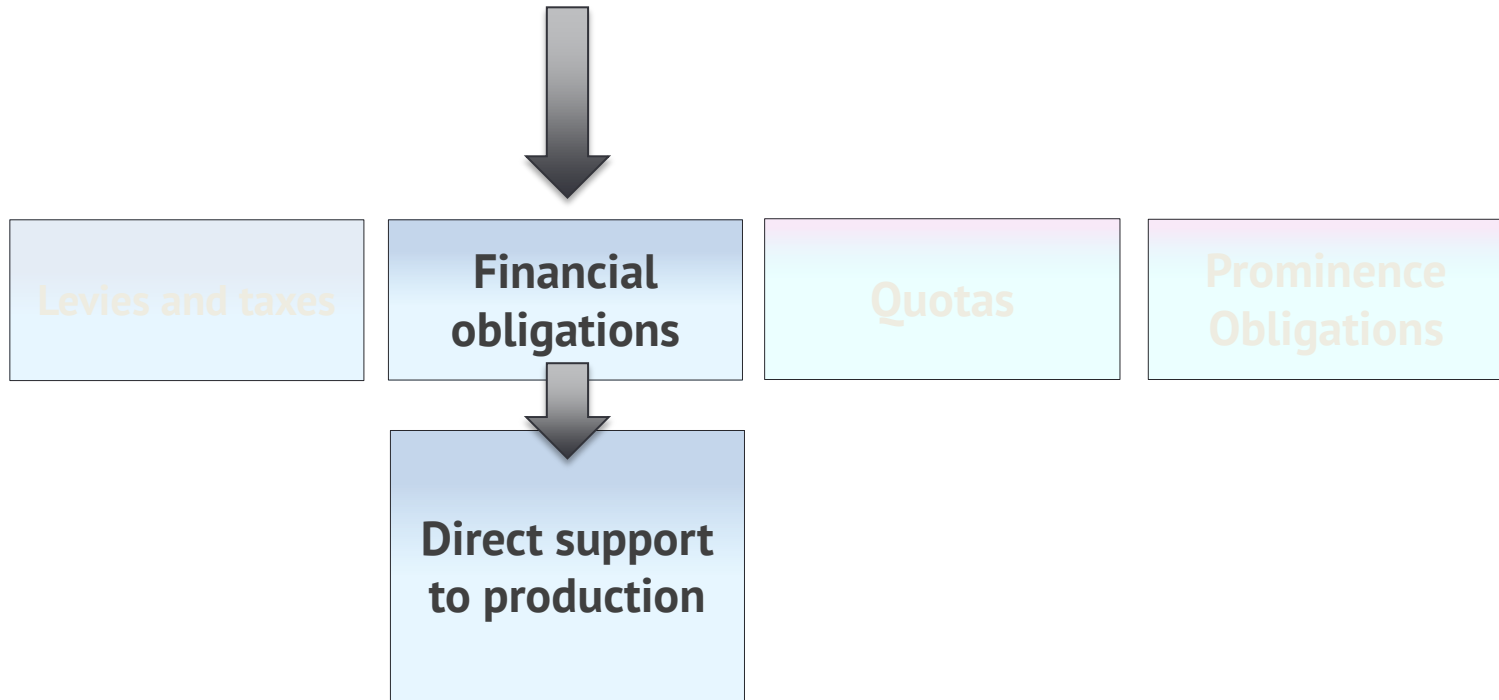 Levies and taxes
Financial
obligations
Quotas
Prominence
Obligations
Direct support
to production